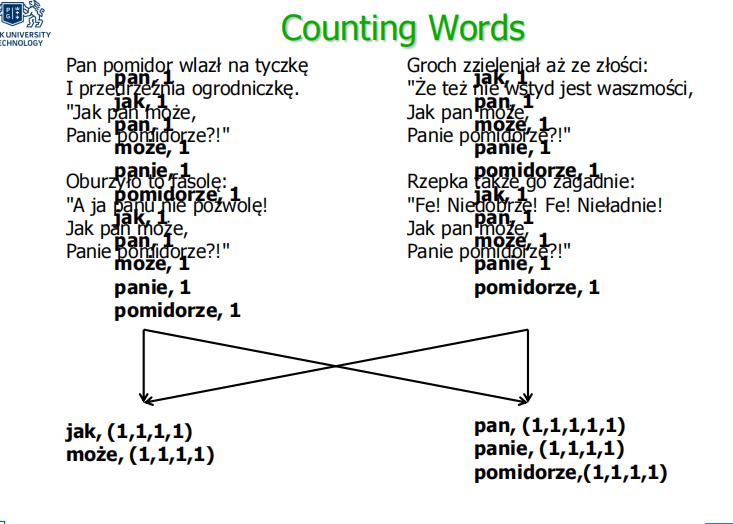 K UNIVERSITY
ECHNOLOGY
Counting Words
Pan pomidor wlazł na tyczkę
I przedrzeźnia ogrodniczkę.
"Jak pan może,
Panie pomidorze?!"
Oburzyło to fasolę:
"A ja panu nie pozwolę!
Jak pan może,
Panie pomidorze?!"
pan, 1
jak, 1
pan, 1
może, 1
panie, 1
pomidorze, 1
jak, 1
pan, 1
może, 1
panie, 1
pomidorze, 1
Groch zzieleniał aż ze złości:
"Że też nie wstyd jest waszmości,
Jak pan może,
Panie pomidorze?!"
Rzepka także go zagadnie:
"Fe! Niedobrze! Fe! Nieładnie!
Jak pan może,
Panie pomidorze?!"
jak, 1
pan, 1
może, 1
panie, 1
pomidorze, 1
jak, 1
pan, 1
może, 1
panie, 1
pomidorze, 1
jak, (1,1,1,1)
może, (1,1,1,1)
pan, (1,1,1,1,1)
panie, (1,1,1,1)
pomidorze,(1,1,1,1)